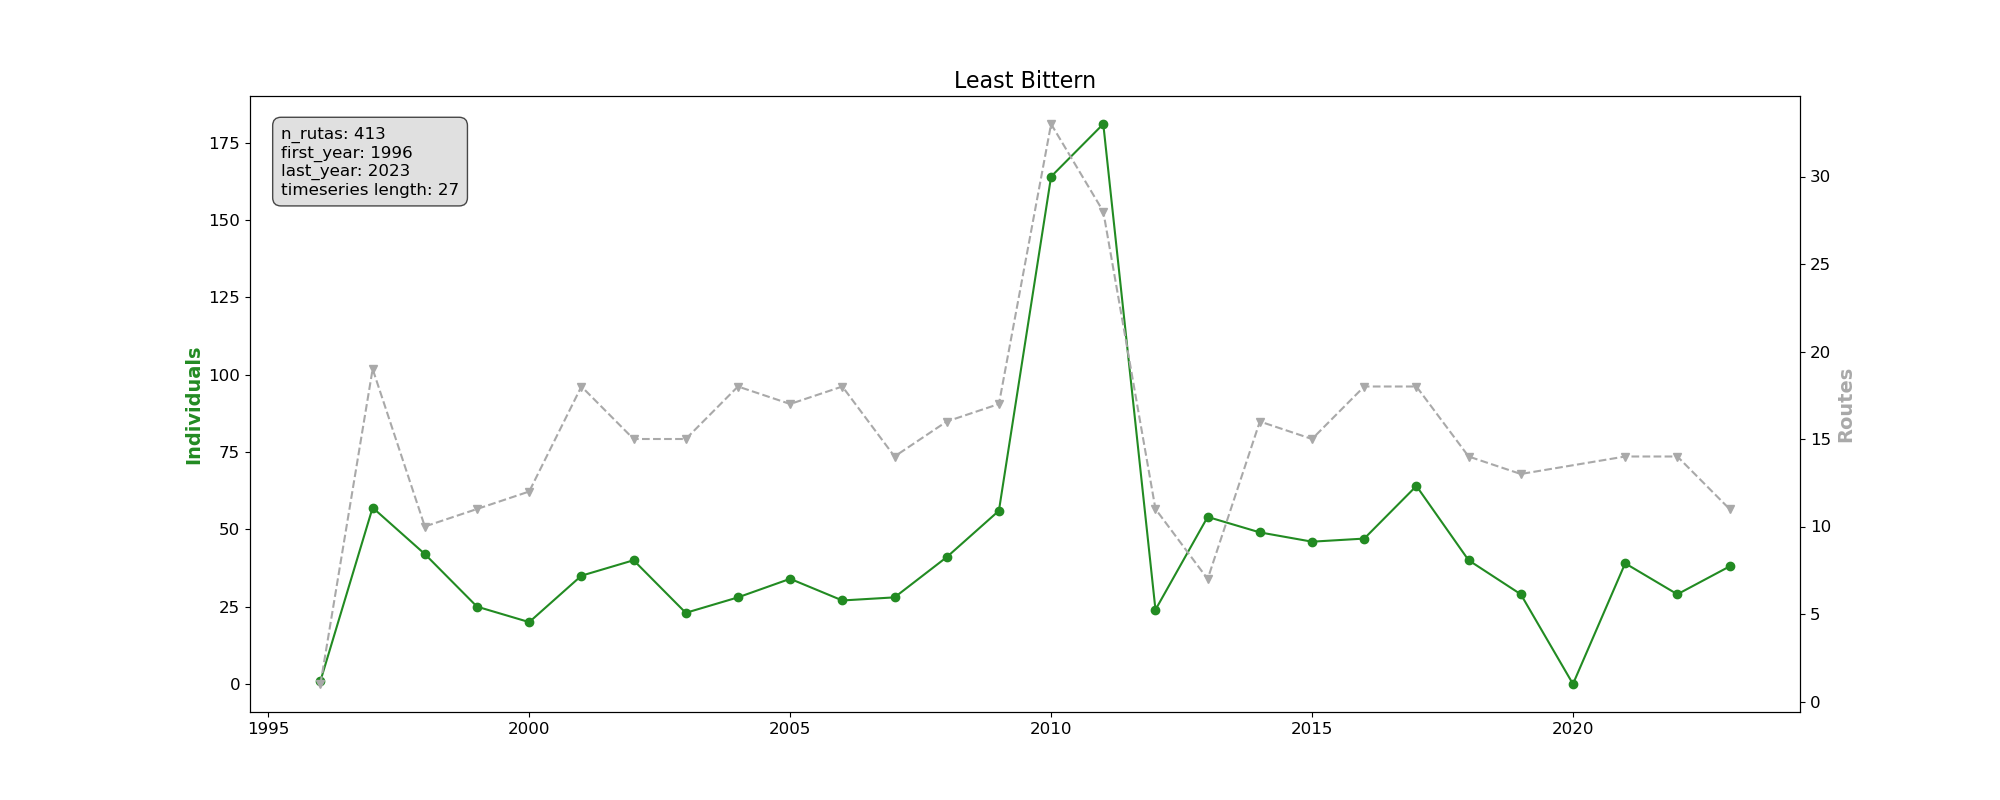 Least Bittern
n_rutas: 413
first_year: 1996
last_year: 2023
timeseries length: 27
Individuals
175
150
125
100
75
50
25
0
30
25
20
15
10
5
0
Routes
1995 2000 2005 2010 2015 2020